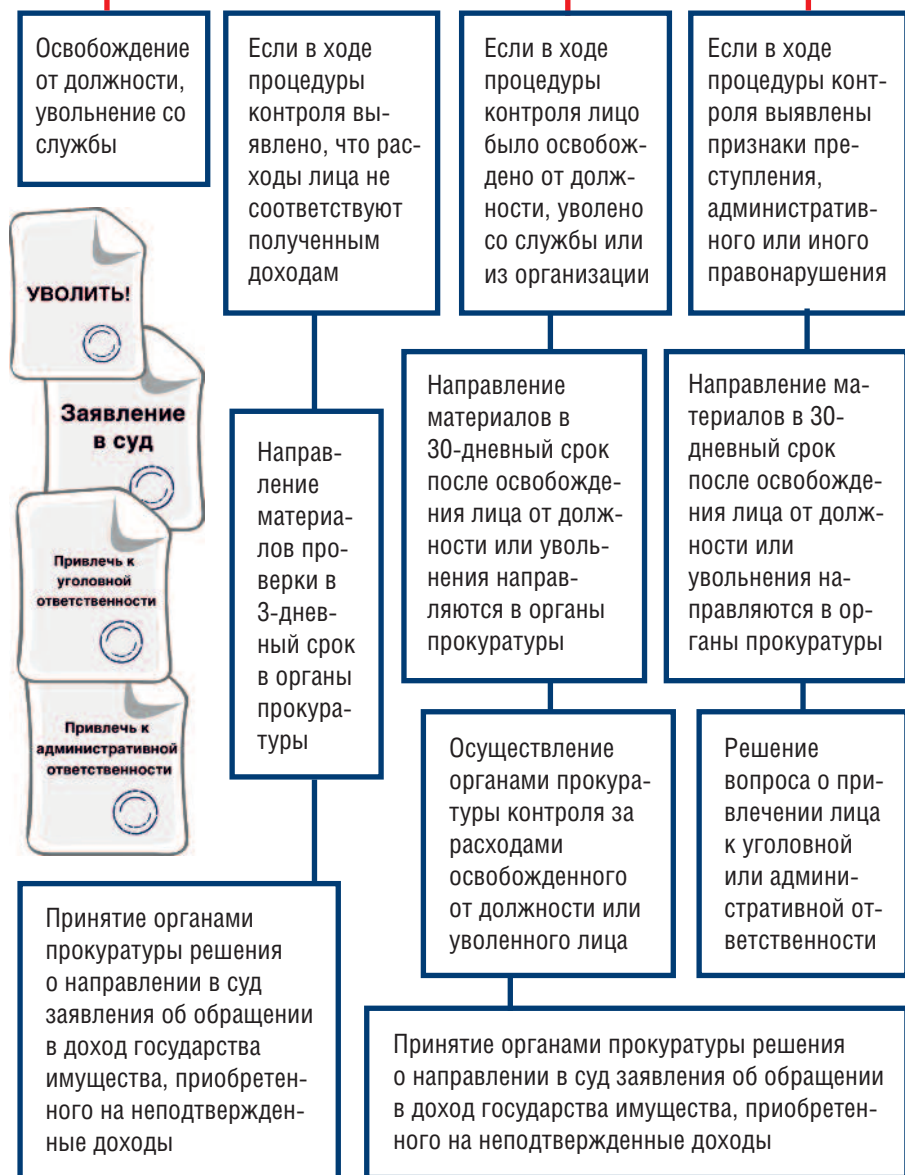 Освобождение
от должности,
увольнение со
службы
Если в ходе
процедуры
контроля вы-
явлено, что рас-
ходы лица не
соответствуют
полученным
доходам
Если в ходе
процедуры
контроля лицо
было освобож-
дено от долж-
ности, уволено
со службы или
из организации
Если в ходе
процедуры конт-
роля выявлены
признаки пре-
ступления,
административ-
ного или иного
правонарушения
УВОЛИТЬ!
Заявление
в суд
Привлечь к
уголовной
ответственности
Привлечь к
административной
ответственности
Направ-
ление
материа-
лов про-
верки в
3-днев-
ный срок
в органы
прокура-
туры
Направление
материалов в
30-дневный срок
после освобожде-
ния лица от долж-
ности или уволь-
нения направ-
ляются в органы
прокуратуры
Направление ма-
териалов в 30-
дневный срок
после освобожде-
ния лица от долж-
ности или
увольнения на-
правляются в ор-
ганы прокуратуры
Осуществление
органами прокура-
туры контроля за
расходами
освобожденного
от должности или
уволенного лица
Решение
вопроса о при-
влечении лица
к уголовной
или админи-
стративной от-
ветственности
Принятие органами
прокуратуры решения
о направлении в суд
заявления об обращении
в доход государства
имущества, приобретен-
ного на неподтвержден-
ные доходы
Принятие органами прокуратуры решения
о направлении в суд заявления об обращении
в доход государства имущества, приобретен-
ного на неподтвержденные доходы